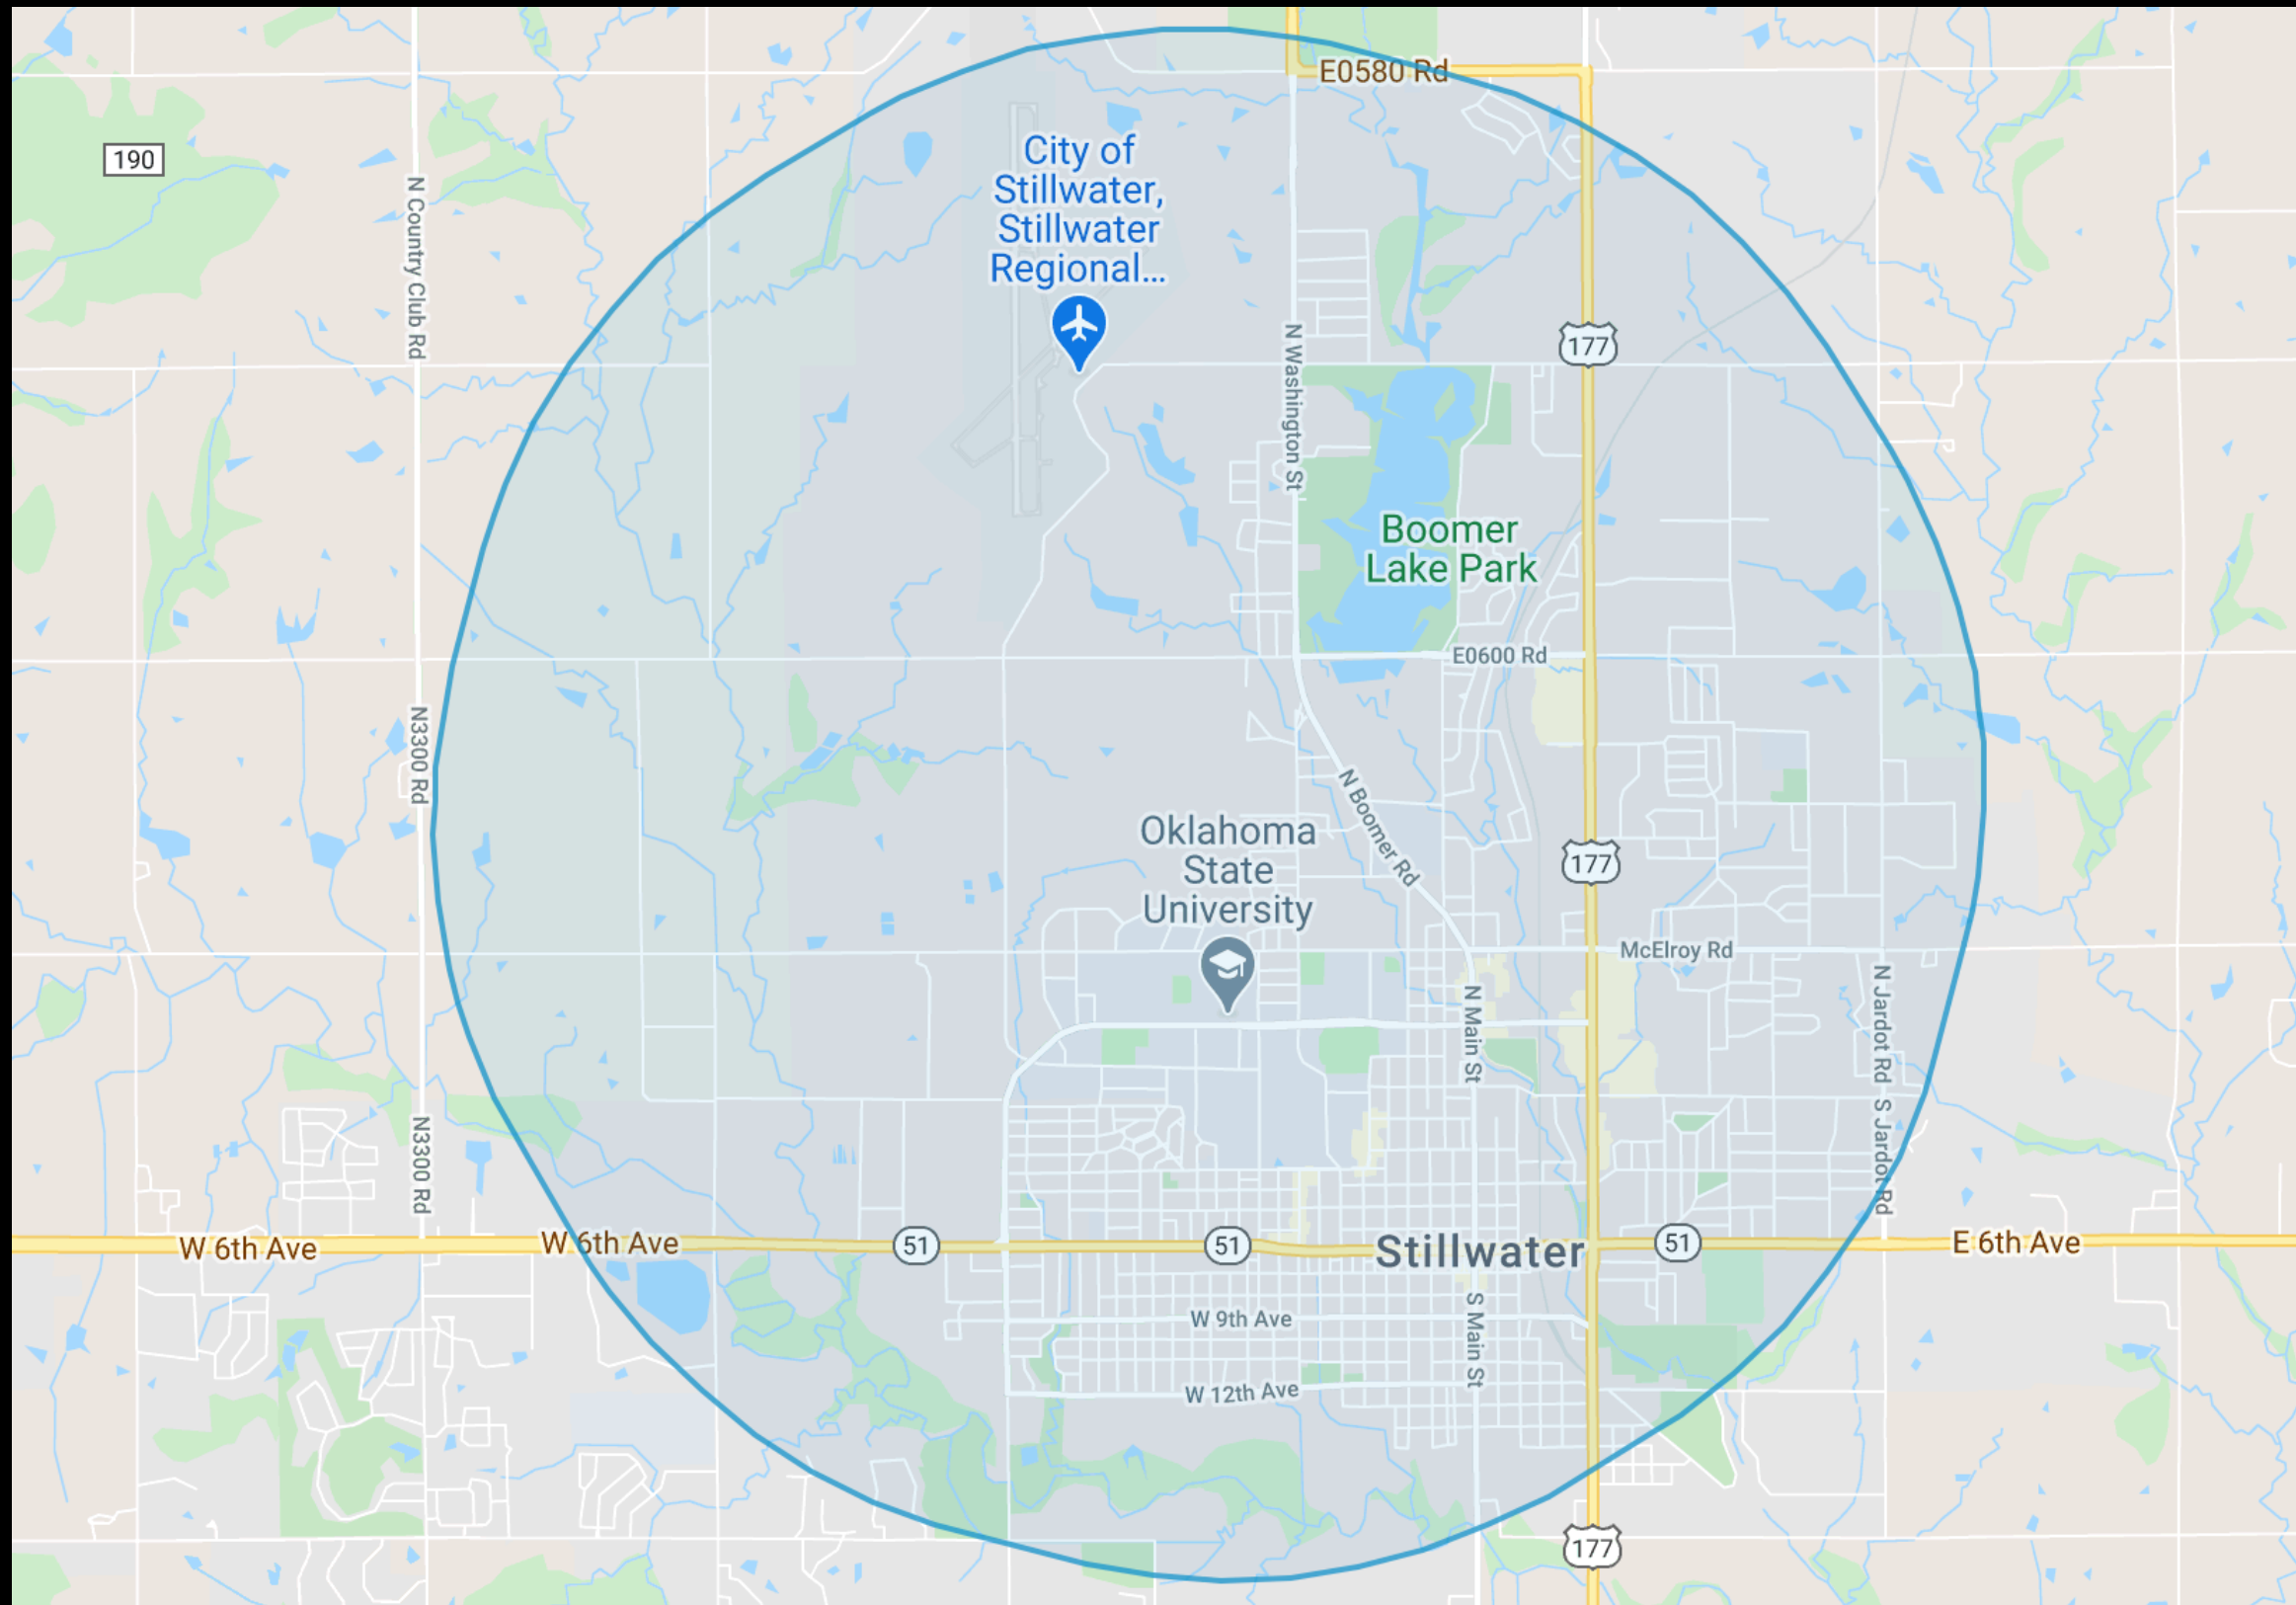 E0580 Rd
190
City of
Stillwater,
Stillwater
Regional...
N Country Club Rd
177
N Washington St
Boomer
Lake Park
E0600 Rd
N3300 Rd
N Boomer Rd
Oklahoma
State
University
177
McElroy Rd
N Main St
N Jardot Rd
S Jardot Rd
N3300 Rd
W 6th Ave
W 6th Ave
51
51
Stillwater
51
E 6th Ave
W 9th Ave
S Main St
W 12th Ave
177